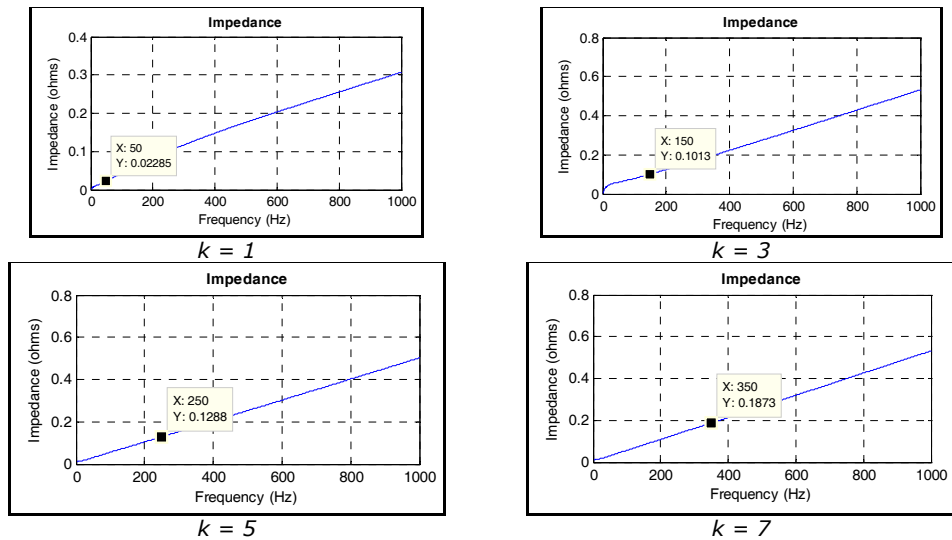 Impedance
Impedance (ohms)
0.4
0.3
0.2
0.1
0
X: 50
Y: 0.02285
0 200 400 600 800 1000
Frequency (Hz)
k = 1
Impedance
Impedance (ohms)
0.8
0.6
0.4
0.2
0
X: 150
Y: 0.1013
0 200 400 600 800 1000
Frequency (Hz)
k = 3
Impedance
Impedance (ohms)
0.8
0.6
0.4
0.2
0
X: 250
Y: 0.1288
0 200 400 600 800 1000
Frequency (Hz)
k = 5
Impedance
Impedance (ohms)
0.8
0.6
0.4
0.2
0
X: 350
Y: 0.1873
0 200 400 600 800 1000
Frequency (Hz)
k = 7